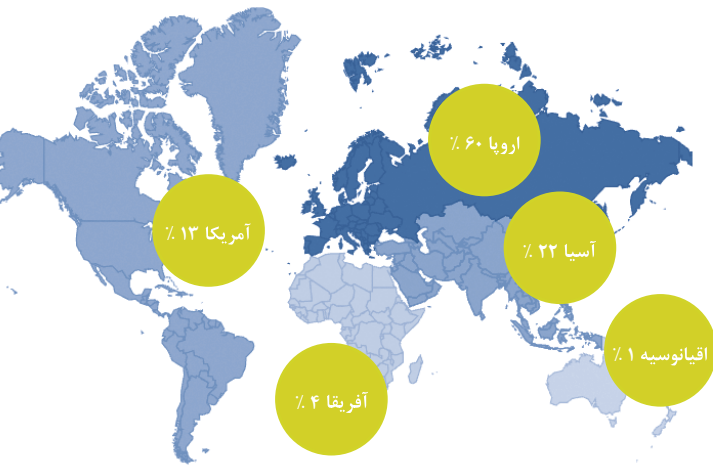 اروپا ۶۰ ٪
آمریکا ۱۳ ٪
آسیا ۲۲ ٪
اقیانوسیه ۱ ٪
آفریقا ۴ ٪